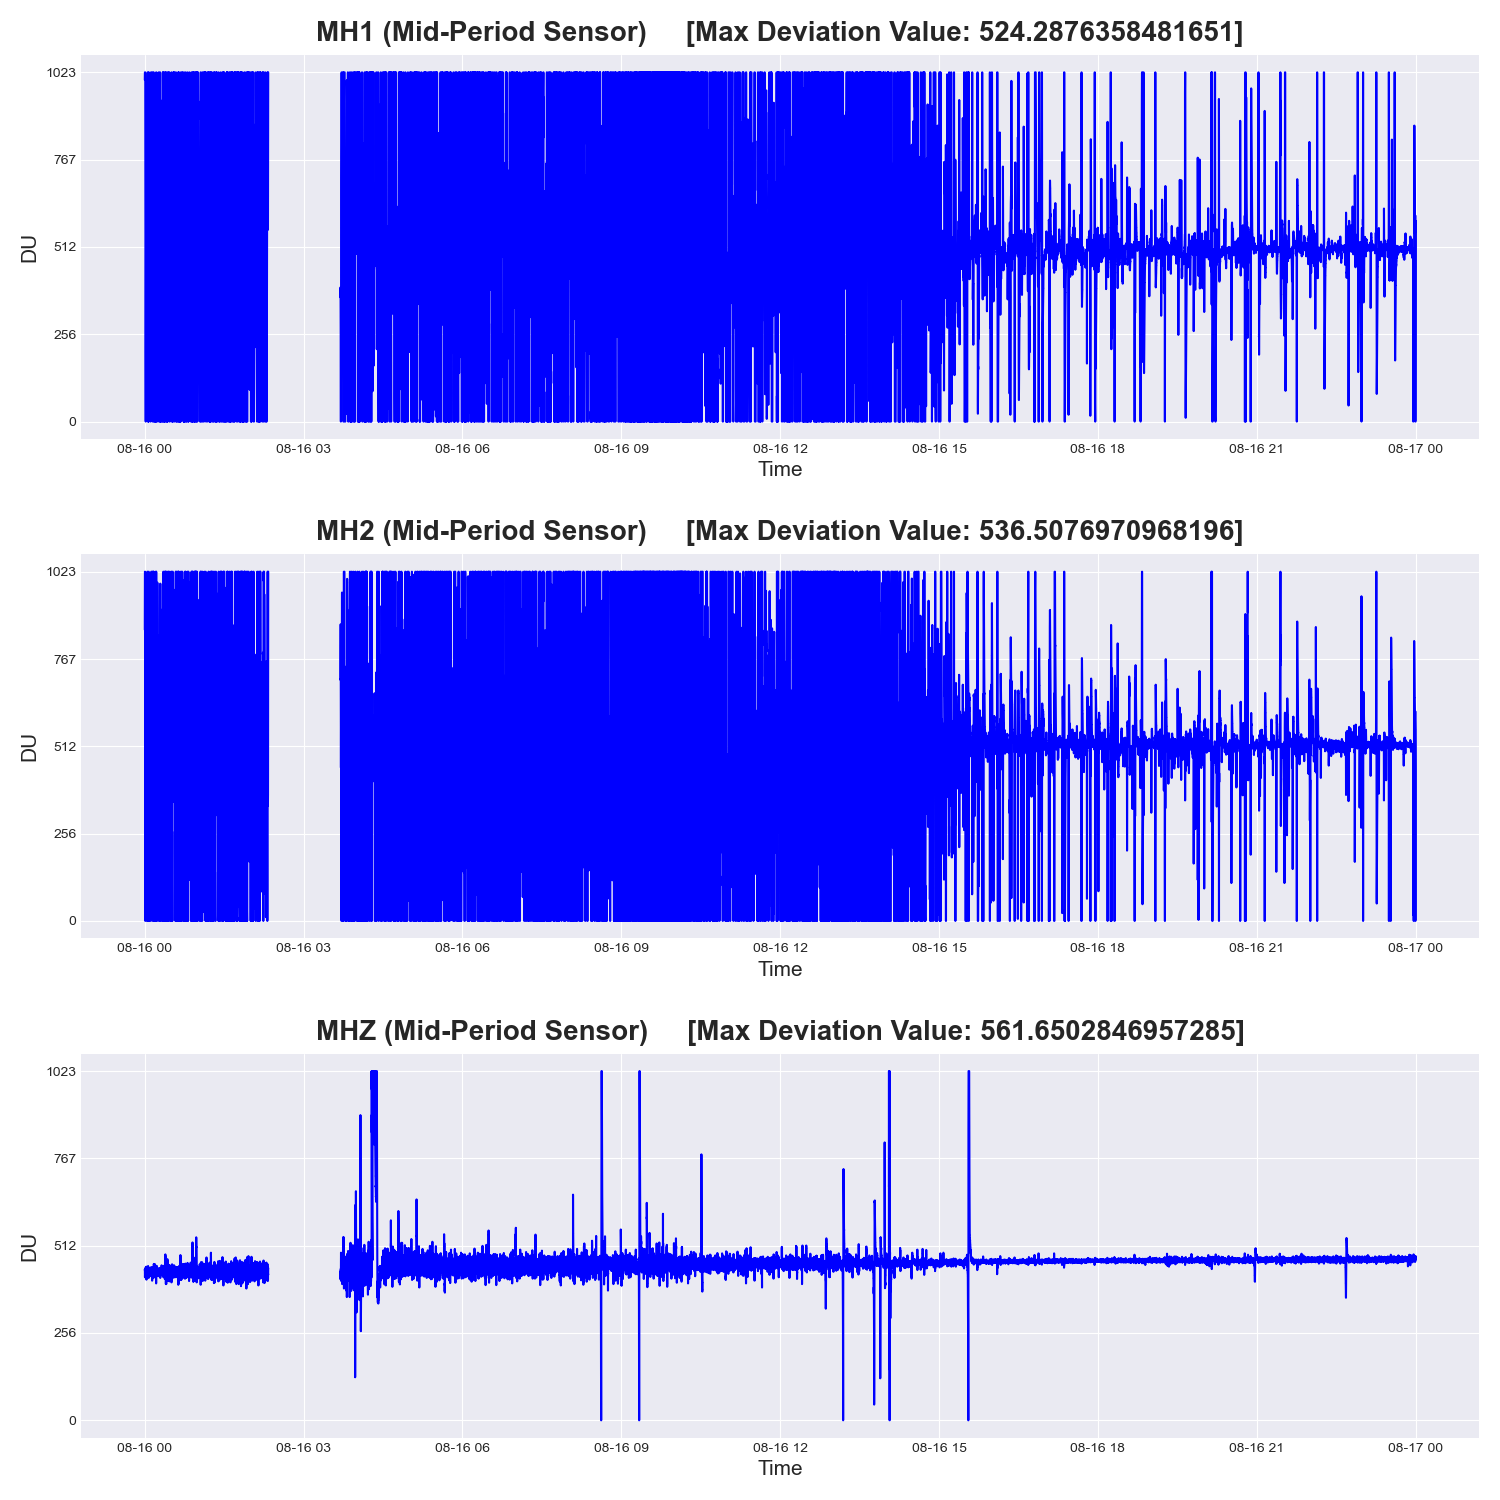 MH1 (Mid-Period Sensor) [Max Deviation Value: 524.2876358481651]
1023
767
512
256
0
DU
08-16 00 08-16 03 08-16 06 08-16 09 08-16 12 08-16 15 08-16 18 08-16 21 08-17 00
Time
MH2 (Mid-Period Sensor) [Max Deviation Value: 536.5076970968196]
1023
767
512
256
0
DU
08-16 00 08-16 03 08-16 06 08-16 09 08-16 12 08-16 15 08-16 18 08-16 21 08-17 00
Time
MHZ (Mid-Period Sensor) [Max Deviation Value: 561.6502846957285]
1023
767
512
256
0
DU
08-16 00 08-16 03 08-16 06 08-16 09 08-16 12 08-16 15 08-16 18 08-16 21 08-17 00
Time